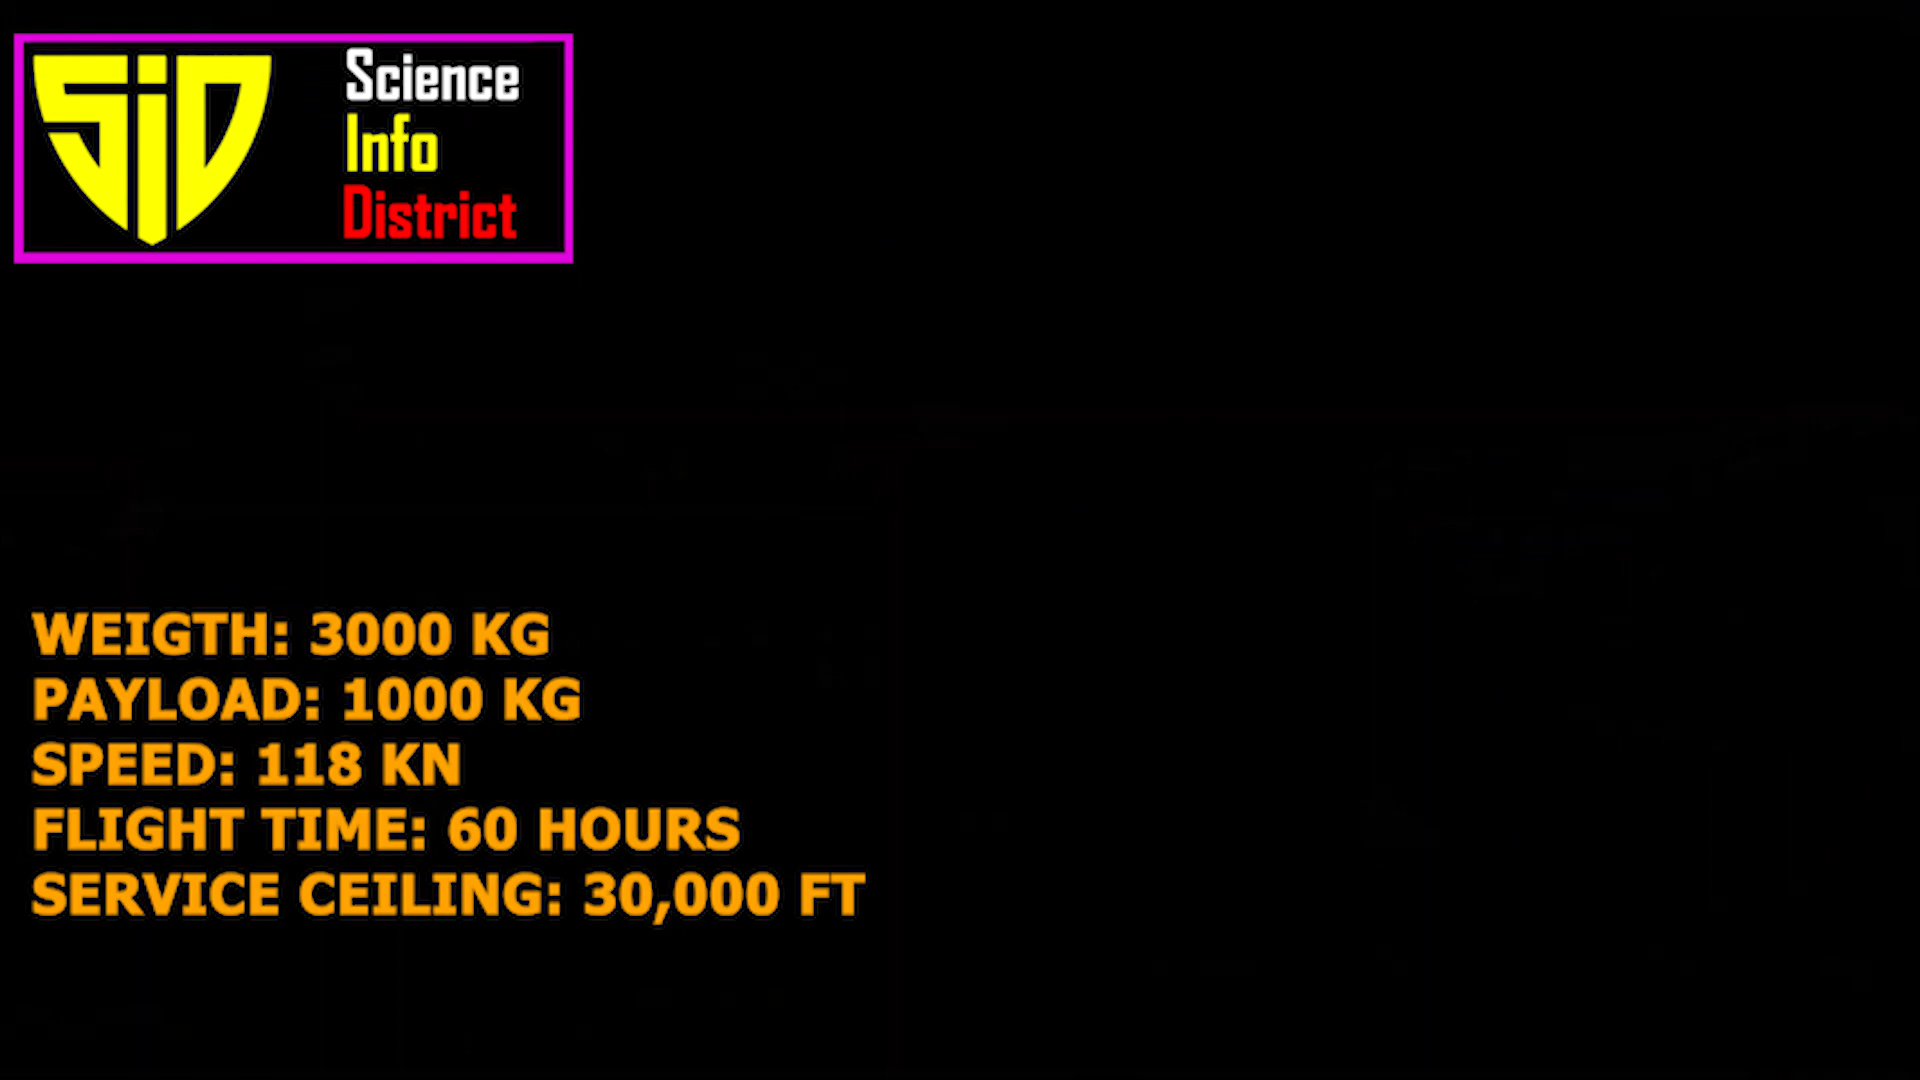 SiD
Science
Info
District
WEIGTH: 3000 KG
PAYLOAD: 1000 KG
SPEED: 118 KN
FLIGHT TIME: 60 HOURS
SERVICE CEILING: 30,000 FT